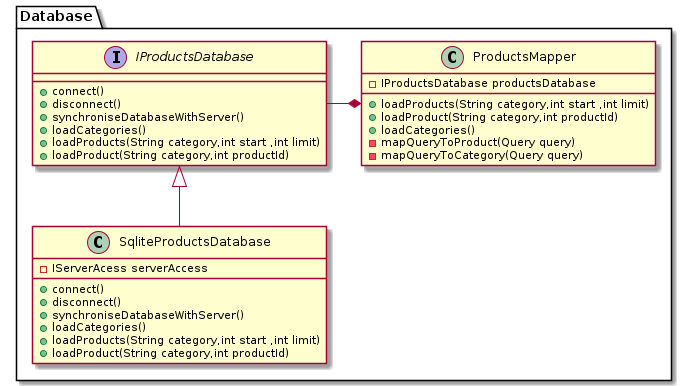 Database
I IProductsDatabase
connect()
disconnect()
synchroniseDatabaseWithServer()
loadCategories()
loadProducts(String category,int start ,int limit)
loadProduct(String category,int productId)
C ProductsMapper
IProductsDatabase productsDatabase
loadProducts(String category,int start ,int limit)
loadProduct(String category,int productId)
loadCategories()
mapQueryToProduct(Query query)
mapQueryToCategory(Query query)
C SqliteProductsDatabase
IServerAcess serverAccess
connect()
disconnect()
synchroniseDatabaseWithServer()
loadCategories()
loadProducts(String category,int start ,int limit)
loadProduct(String category,int productId)